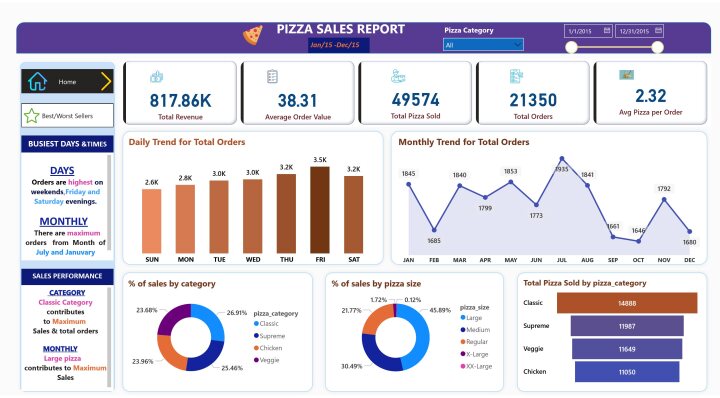 PIZZA SALES REPORT
Jan/15 -Dec/15
Pizza Category
All
1/1/2015
12/31/2015
Home
Best/Worst Sellers
BUSIEST DAYS &TIMES
DAYS
Orders are highest on
weekends,Friday and
Saturday evenings.
MONTHLY
There are maximum
orders from Month of
July and Januvary
SALES PERFORMANCE
CATEGORY
Classic Category
contributes
to Maximum
Sales & total orders
MONTHLY
Large pizza
contributes to Maximum
Sales
817.86K
Total Revenue
38.31
Average Order Value
49574
Total Pizza Sold
21350
Total Orders
2.32
Avg Pizza per Order
Daily Trend for Total Orders
2.6K 2.8K 3.0K 3.0K 3.2K 3.5K 3.2K
SUN MON TUE WED THU FRI SAT
Monthly Trend for Total Orders
1845 1685 1840 1799 1853 1773 1935 1841 1661 1646 1792 1680
JAN FEB MAR APR MAY JUN JUL AUG SEP OCT NOV DEC
% of sales by category
23.68%
26.91%
23.96%
25.46%
pizza_category
Classic
Supreme
Chicken
Veggie
% of sales by pizza size
1.72%
0.12%
21.77%
45.89%
30.49%
pizza_size
Large
Medium
Regular
X-Large
XX-Large
Total Pizza Sold by pizza_category
Classic 14888
Supreme 11987
Veggie 11649
Chicken 11050